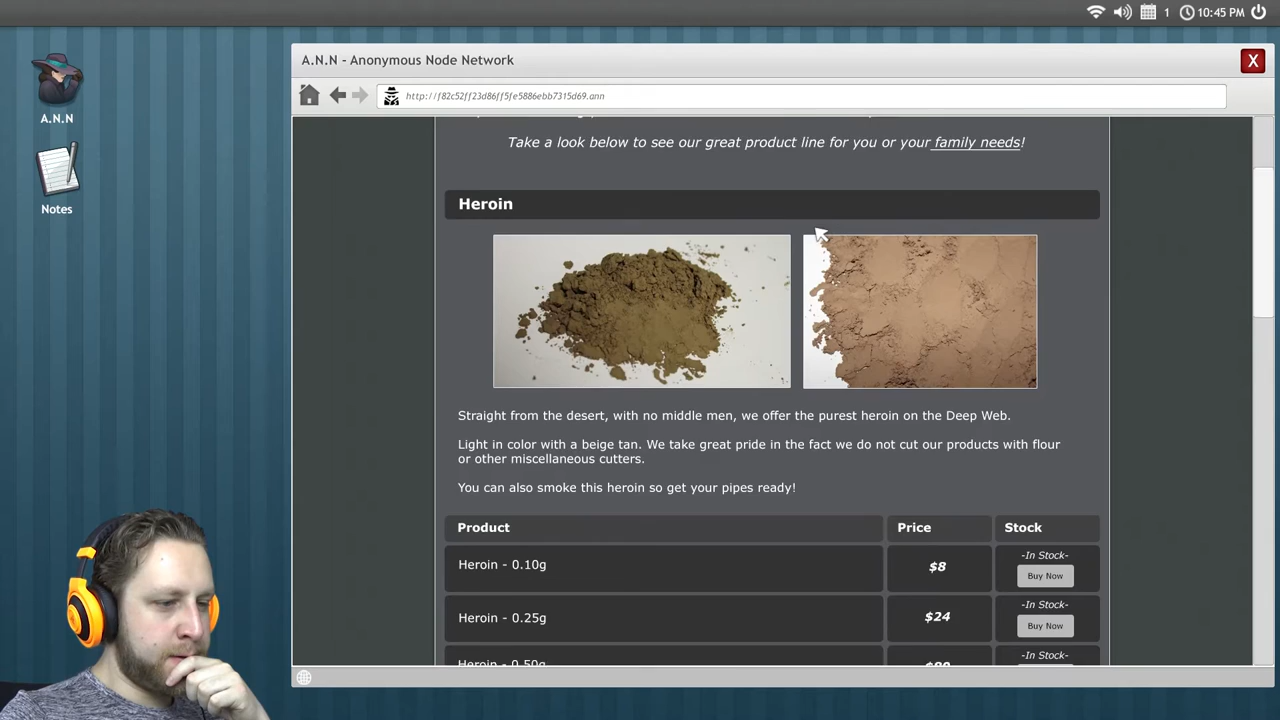 1 10:45 PM
A.N.N - Anonymous Node Network
X
http://f82c52ff23d86ff5fe5886ebb7315d69.ann
A.N.N
Notes
Take a look below to see our great product line for you or your family needs!
Heroin
Straight from the desert, with no middle men, we offer the purest heroin on the Deep Web.
Light in color with a beige tan. We take great pride in the fact we do not cut our products with flour
or other miscellaneous cutters.
You can also smoke this heroin so get your pipes ready!
Product Price Stock
Heroin - 0.10g $8 -In Stock-
Buy Now
Heroin - 0.25g $24 -In Stock-
Buy Now
Heroin - 0.50g -In Stock-